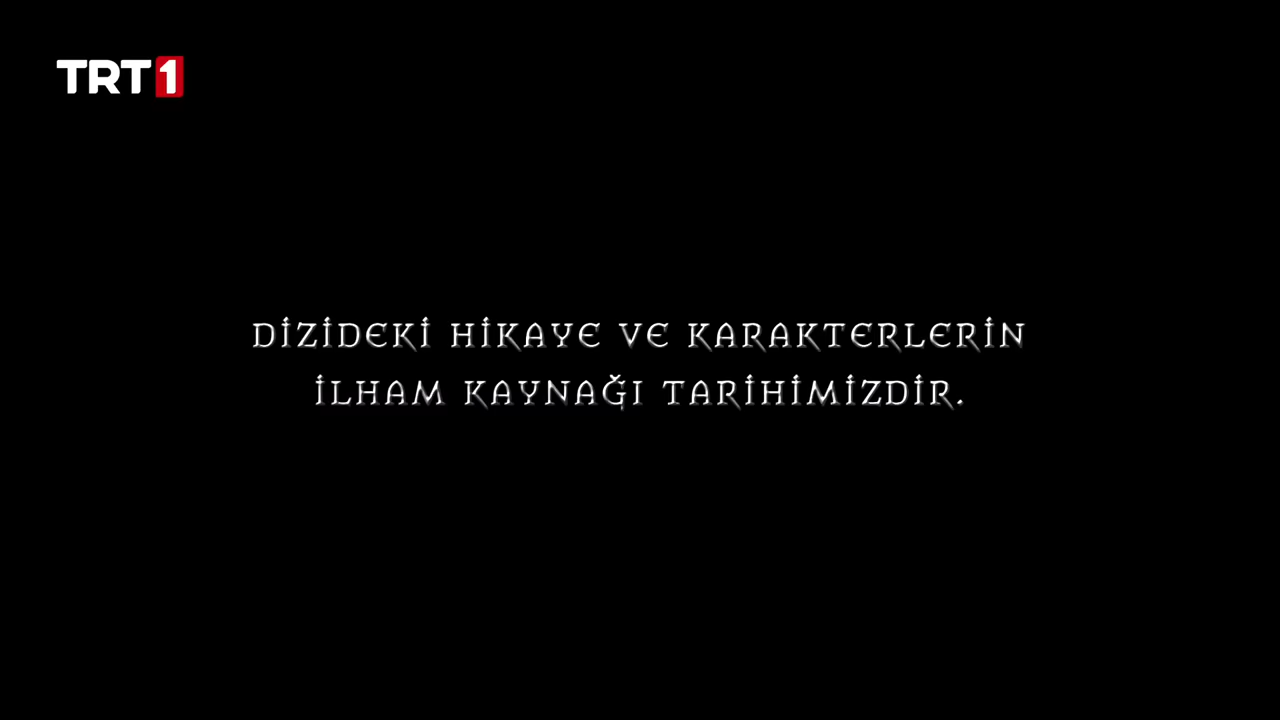 TRT1
DİZİDEKİ HİKAYE VE KARAKTERLERİN
İLHAM KAYNAĞI TARİHİMİZDİR.